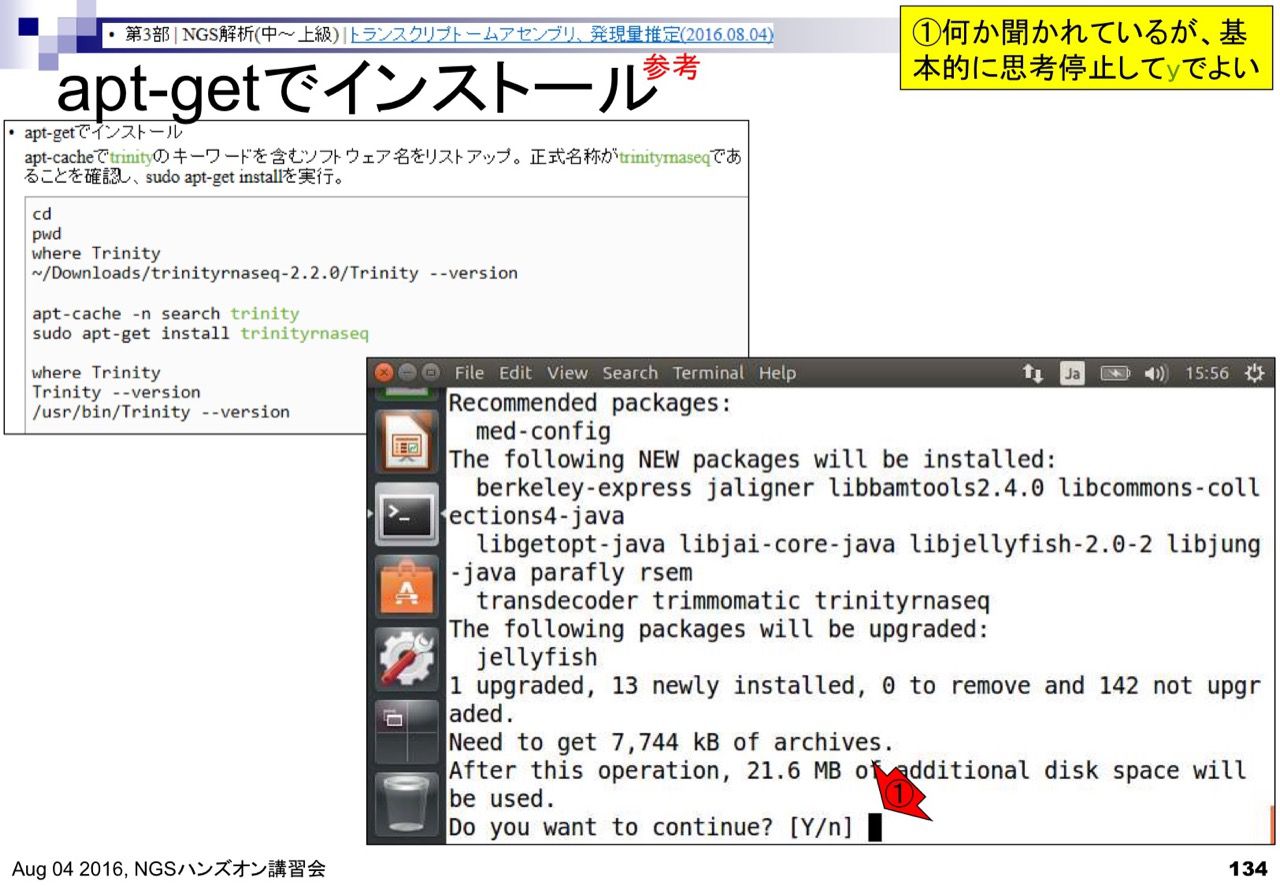 • 第3部 | NGS解析(中～上級) | トランスクリプトームアセンブリ、発現量推定(2016.08.04)
①何か聞かれているが、基
本的に思考停止してyでよい
apt-getでインストール参考
• apt-getでインストール
apt-cacheでtrinityのキーワードを含むソフトウェア名をリストアップ。正式名称がtrinityrnaseqであ
ることを確認し、sudo apt-get installを実行。
cd
pwd
where Trinity
~/Downloads/trinityrnaseq-2.2.0/Trinity --version
apt-cache -n search trinity
sudo apt-get install trinityrnaseq
where Trinity
Trinity --version
/usr/bin/Trinity --version
File Edit View Search Terminal Help
Ja
15:56
Recommended packages:
med-config
The following NEW packages will be installed:
berkeley-express jaligner libbamtools2.4.0 libcommons-coll
ections4-java
libgetopt-java libjai-core-java libjellyfish-2.0-2 libjung
-java parafly rsem
transdecoder trimmomatic trinityrnaseq
The following packages will be upgraded:
jellyfish
1 upgraded, 13 newly installed, 0 to remove and 142 not upgr
aded.
Need to get 7,744 kB of archives.
After this operation, 21.6 MB of additional disk space will
be used.
①
Do you want to continue? [Y/n]
Aug 04 2016, NGSハンズオン講習会
134